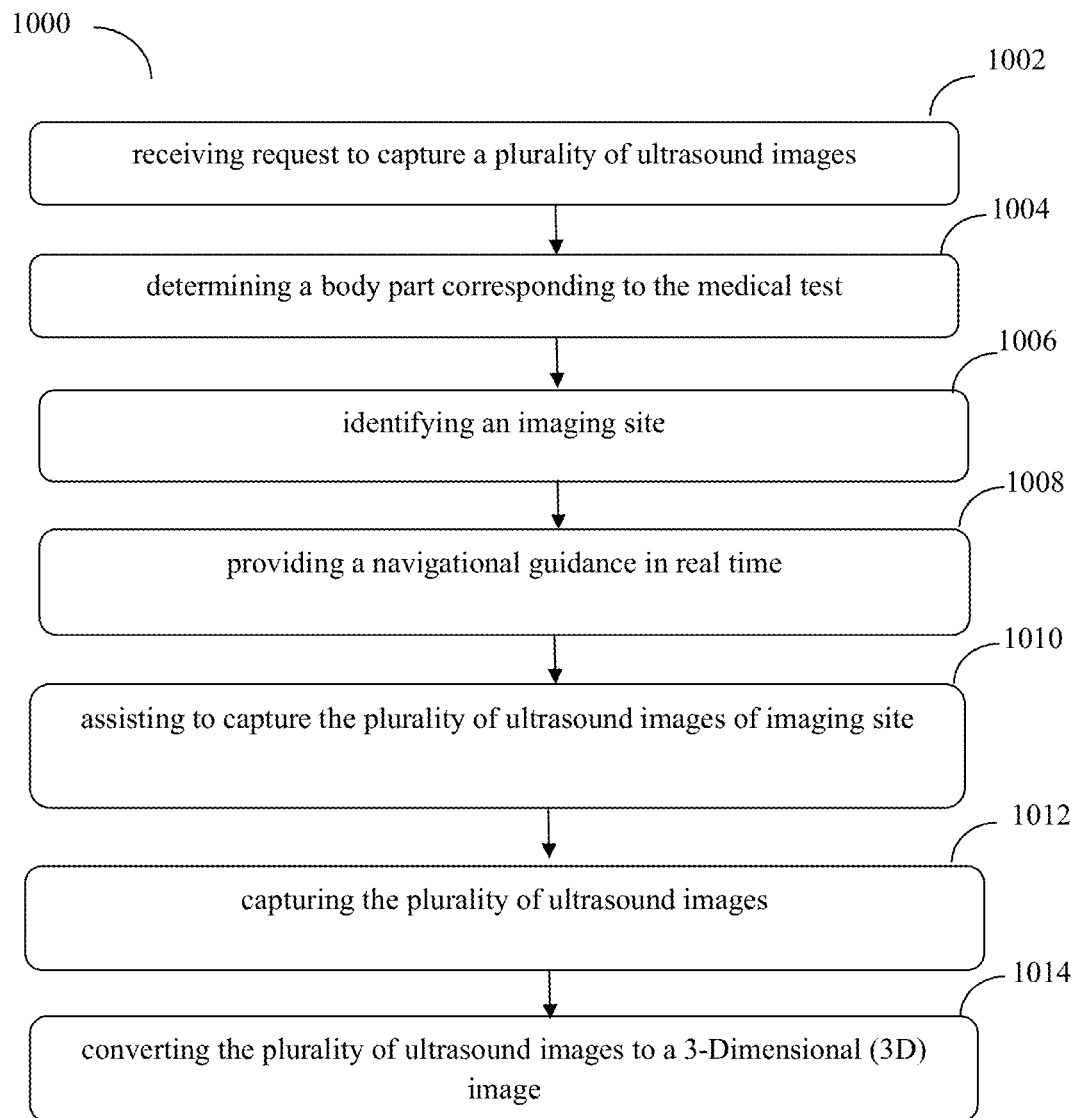 1000
1002
receiving request to capture a plurality of ultrasound images
1004
determining a body part corresponding to the medical test
1006
identifying an imaging site
1008
providing a navigational guidance in real time
1010
assisting to capture the plurality of ultrasound images of imaging site
1012
capturing the plurality of ultrasound images
1014
converting the plurality of ultrasound images to a 3-Dimensional (3D)
image